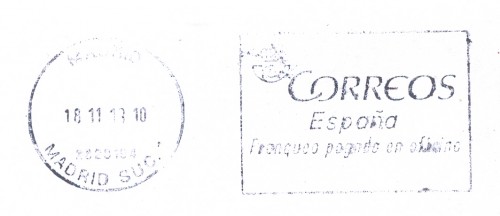 MADRID
18 11 13 10
MADRID SUC.
CORREOS
España
Franqueo pagado en oficina